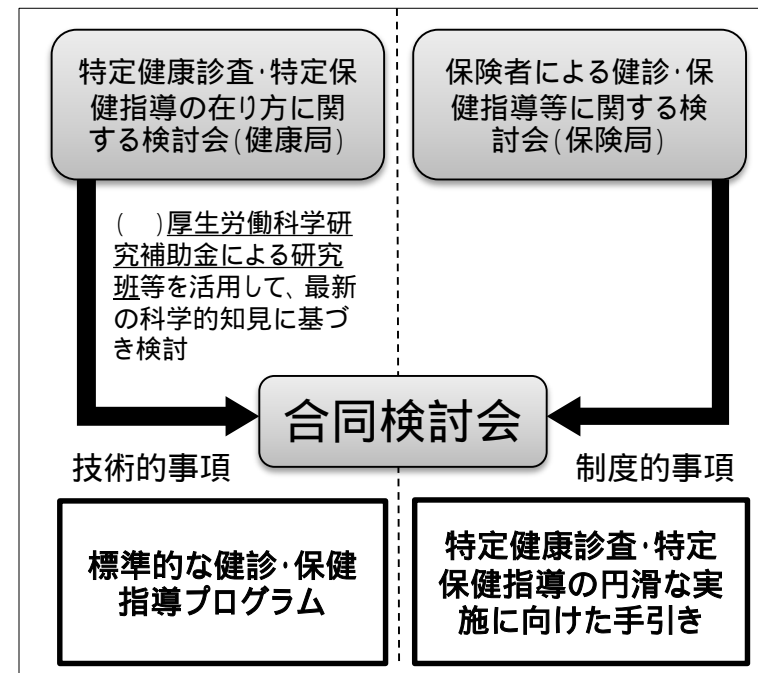 特定健康診査･特定保
健指導の在り方に関
する検討会(健康局)
保険者による健診･保
健指導等に関する検
討会(保険局)
(　)厚生労働科学研
究補助金による研究
班等を活用して、最新
の科学的知見に基づ
き検討
合同検討会
技術的事項
制度的事項
標準的な健診･保健
指導プログラム
特定健康診査･特定
保健指導の円滑な実
施に向けた手引き